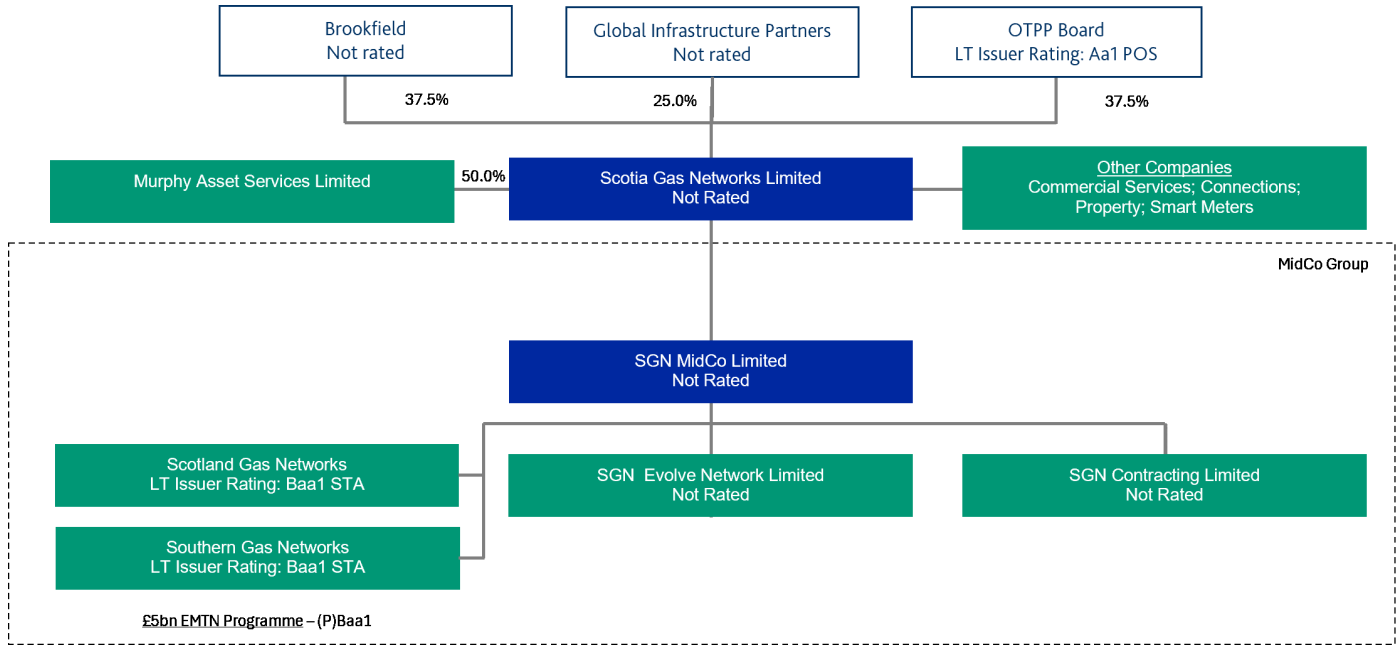 Brookfield
Not rated
Global Infrastructure Partners
Not rated
OTPP Board
LT Issuer Rating: Aa1 POS
37.5%
25.0%
37.5%
Murphy Asset Services Limited
50.0%
Scotia Gas Networks Limited
Not Rated
Other Companies
Commercial Services; Connections;
Property; Smart Meters
MidCo Group
SGN MidCo Limited
Not Rated
Scotland Gas Networks
LT Issuer Rating: Baa1 STA
SGN Evolve Network Limited
Not Rated
SGN Contracting Limited
Not Rated
Southern Gas Networks
LT Issuer Rating: Baa1 STA
£5bn EMTN Programme – (P)Baa1